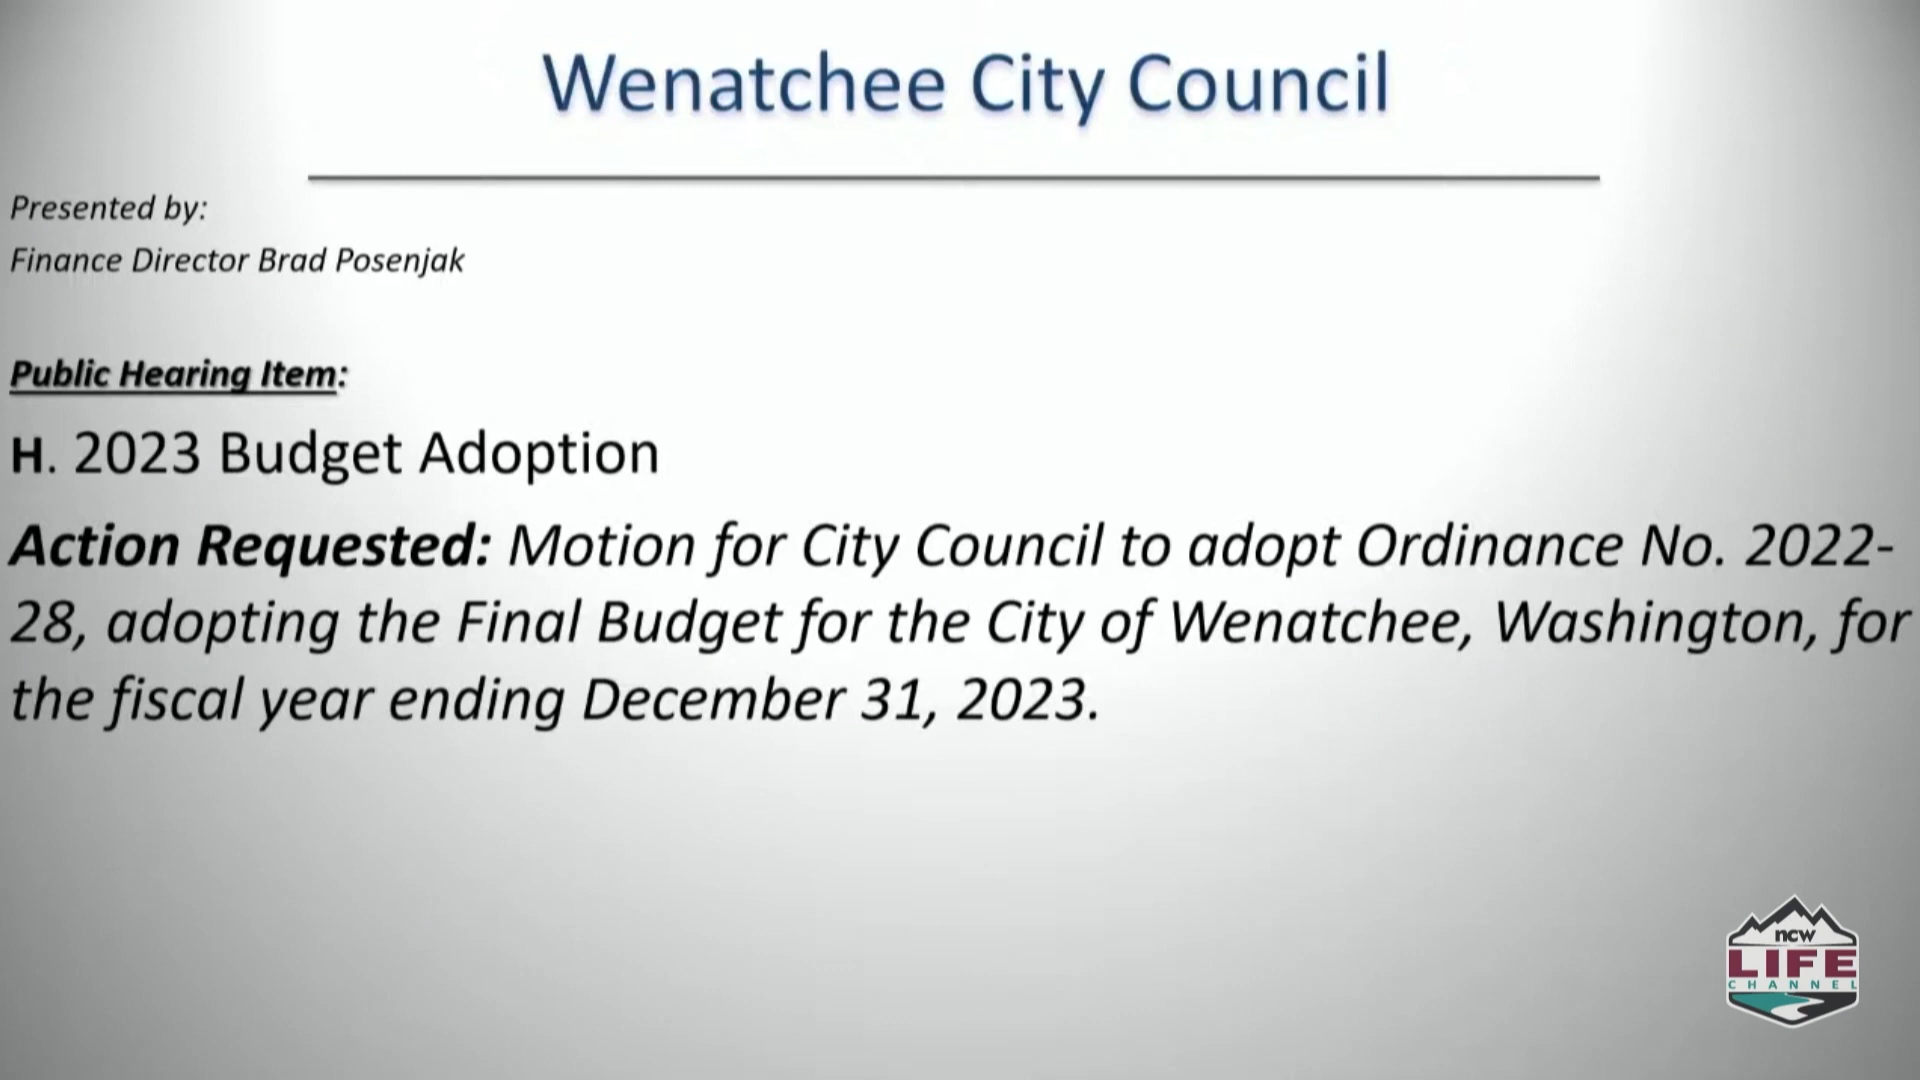 Wenatchee City Council
Presented by:
Finance Director Brad Posenjak
Public Hearing Item:
H. 2023 Budget Adoption
Action Requested: Motion for City Council to adopt Ordinance No. 2022-
28, adopting the Final Budget for the City of Wenatchee, Washington, for
the fiscal year ending December 31, 2023.
ncw
LIFE
CHANNEL